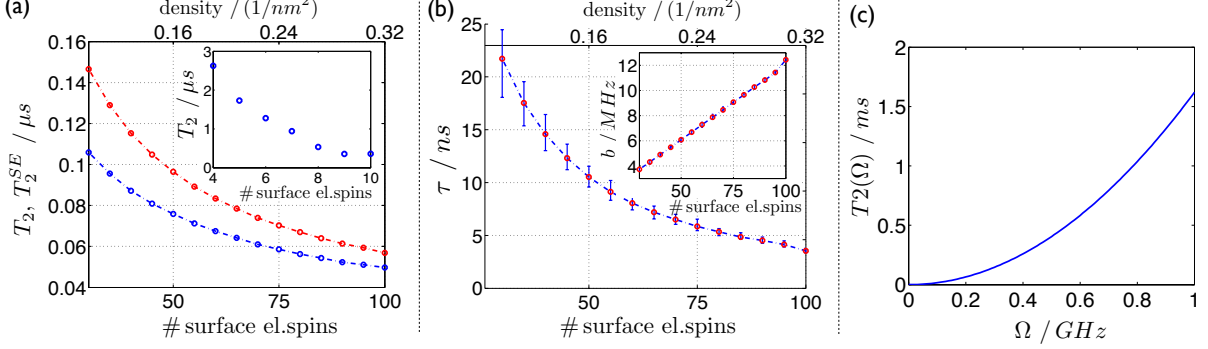 (a)
density / (1/nm²)
0.16 0.24 0.32
0.16
0.14
0.12
0.1
0.08
0.06
0.04
T₂, T₂^SE / μs
50 75 100
# surface el.spins
3
2
1
0
T₂ / μs
4 6 8 10
# surface el.spins
(b)
density / (1/nm²)
0.16 0.24 0.32
25
20
15
10
5
0
τ / ns
50 75 100
# surface el.spins
12
10
8
6
4
b / MHz
50 75 100
# surface el.spins
(c)
2
1.5
1
0.5
0
T2(Ω) / ms
0 0.2 0.4 0.6 0.8 1
Ω / GHz